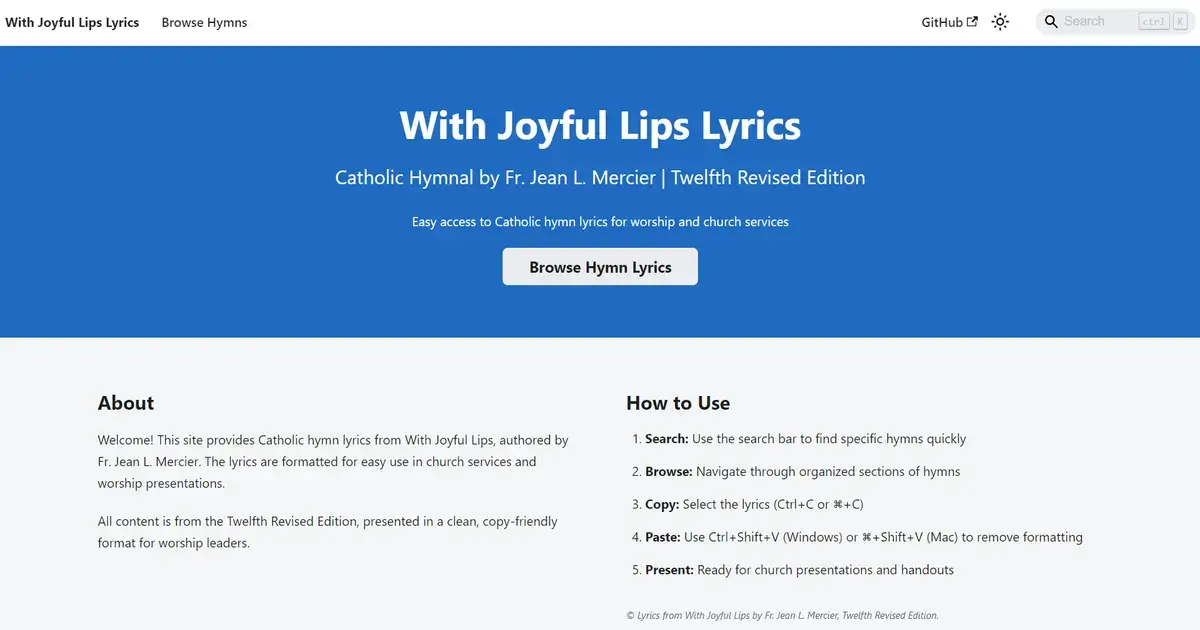 With Joyful Lips Lyrics Browse Hymns GitHub Search ctrl K
With Joyful Lips Lyrics
Catholic Hymnal by Fr. Jean L. Mercier | Twelfth Revised Edition
Easy access to Catholic hymn lyrics for worship and church services
Browse Hymn Lyrics
About
Welcome! This site provides Catholic hymn lyrics from With Joyful Lips, authored by
Fr. Jean L. Mercier. The lyrics are formatted for easy use in church services and
worship presentations.
All content is from the Twelfth Revised Edition, presented in a clean, copy-friendly
format for worship leaders.
How to Use
1. Search: Use the search bar to find specific hymns quickly
2. Browse: Navigate through organized sections of hymns
3. Copy: Select the lyrics (Ctrl+C or ⌘+C)
4. Paste: Use Ctrl+Shift+V (Windows) or ⌘+Shift+V (Mac) to remove formatting
5. Present: Ready for church presentations and handouts
© Lyrics from With Joyful Lips by Fr. Jean L. Mercier, Twelfth Revised Edition.